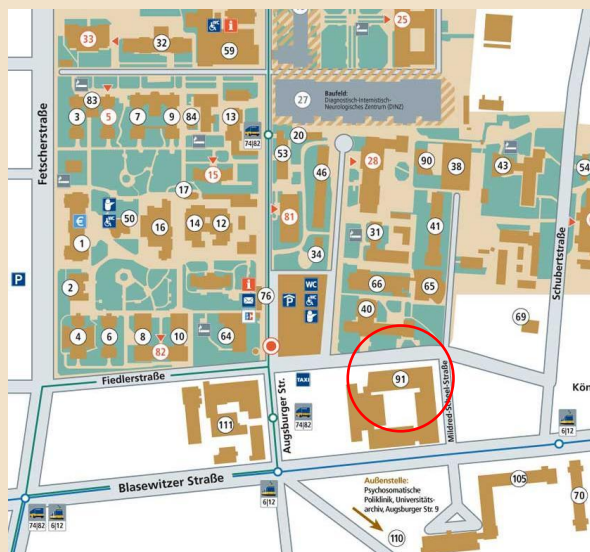 33
32
WC
i
59
25
27
Baufeld:
Diagnostisch-Internistisch-
Neurologisches Zentrum (DINZ)
Fetscherstraße
83
3
5
7
9
84
13
74|82
20
53
46
28
90
38
43
54
15
17
81
€
50
WC
1
16
14
12
34
31
41
Schubertstraße
P
2
i
76
P
WC
WC
66
65
40
69
4
6
8
82
10
64
Fiedlerstraße
TAXI
91
Augsburger Str.
74|82
111
Mildred-Scheel-Straße
Kön
6|12
Blasewitzer Straße
6|12
74|82
6|12
Außenstelle:
Psychosomatische
Poliklinik, Universitäts-
archiv, Augsburger Str. 9
110
105
70